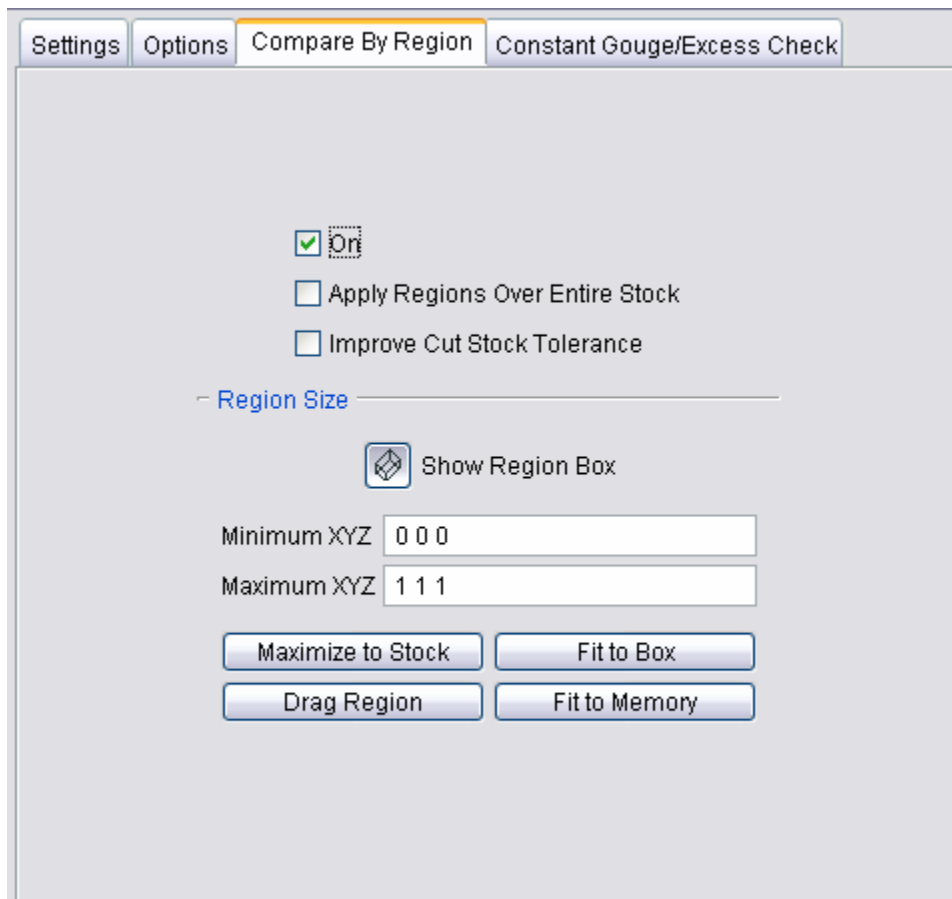 Settings Options Compare By Region Constant Gouge/Excess Check
On
Apply Regions Over Entire Stock
Improve Cut Stock Tolerance
Region Size
Show Region Box
Minimum XYZ 0 0 0
Maximum XYZ 1 1 1
Maximize to Stock Fit to Box
Drag Region Fit to Memory